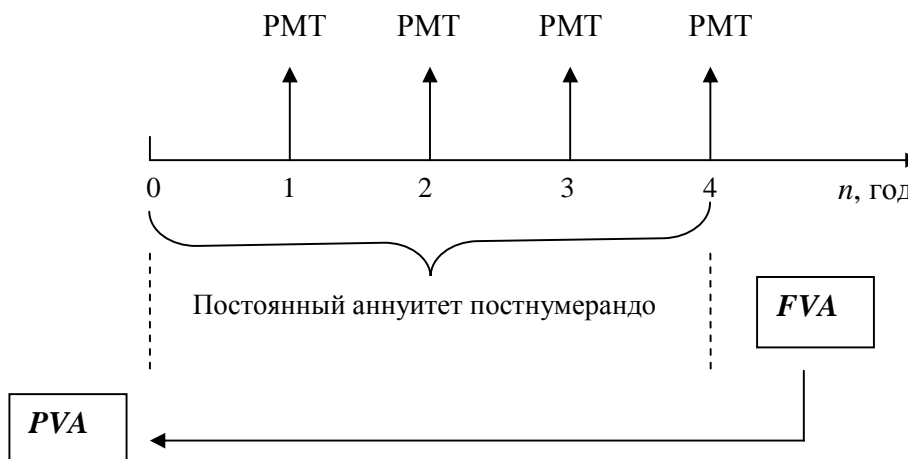 PMT PMT PMT PMT
0 1 2 3 4 n, год
Постоянный аннуитет постнумерандо
FVA
PVA